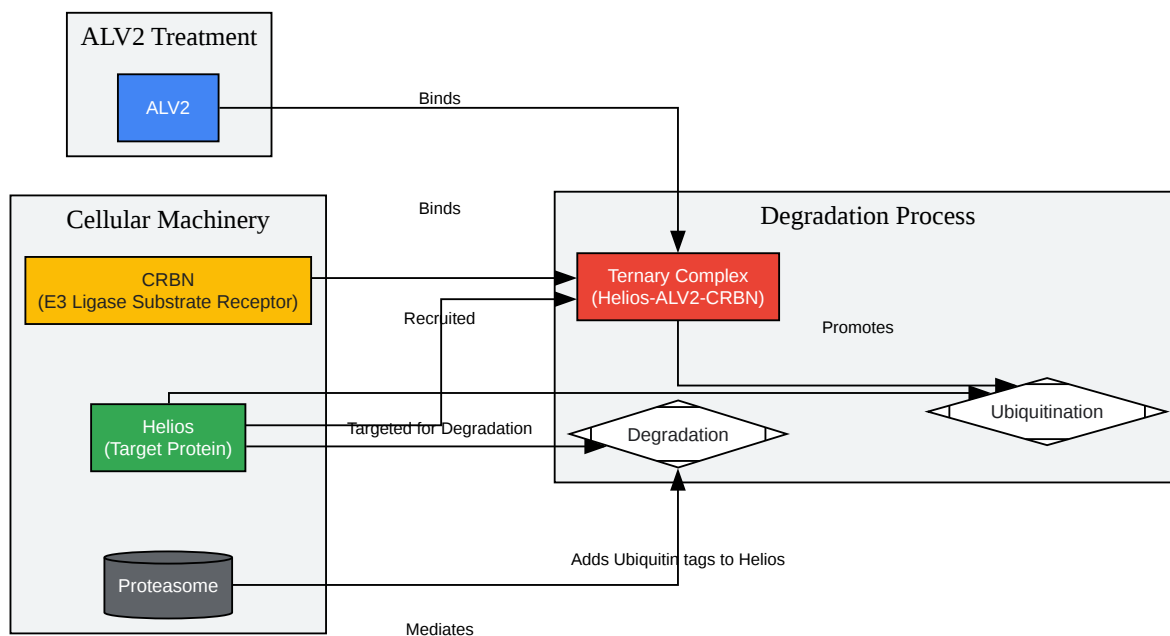 ALV2 Treatment
ALV2
Binds
Cellular Machinery
Binds
Degradation Process
CRBN
(E3 Ligase Substrate Receptor)
Ternary Complex
(Helios-ALV2-CRBN)
Recruited
Promotes
Helios
(Target Protein)
Targeted for Degradation
Degradation
Ubiquitination
Proteasome
Adds Ubiquitin tags to Helios
Mediates